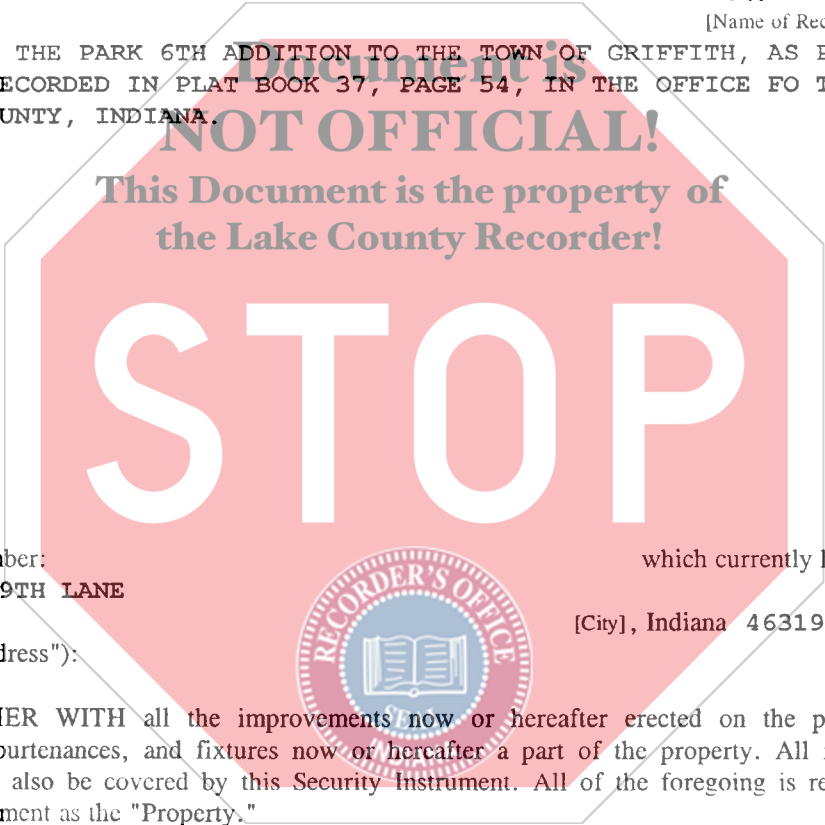 [Name of Rec
THE PARK 6TH ADDITION TO THE TOWN OF GRIFFITH, AS
ECORDED IN PLAT BOOK 37, PAGE 54, IN THE OFFICE FO
UNTY, INDIANA.
Document is
NOT OFFICIAL!
This Document is the property of
the Lake County Recorder!
STOP
ber:
which currently
9TH LANE
[City], Indiana 46319
dress"):
RECORDER'S OFFICE
SEAL
ER WITH all the improvements now or hereafter erected on the p
ourtenances, and fixtures now or hereafter a part of the property. All
also be covered by this Security Instrument. All of the foregoing is re
ment as the "Property."